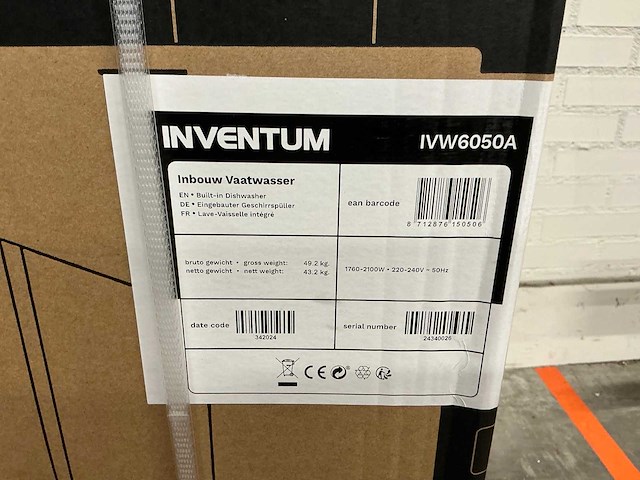 INVENTUM
IVW6050A
Inbouw Vaatwasser
EN • Built-in Dishwasher
DE • Eingebauter Geschirrspüller
FR • Lave-Vaisselle intégré
ean barcode
8 712876 150506
bruto gewicht • gross weight: 49.2 kg.
netto gewicht • nett weight: 43.2 kg.
1760-2100W • 220-240V ~ 50Hz
date code
342024
serial number
24340026
CE